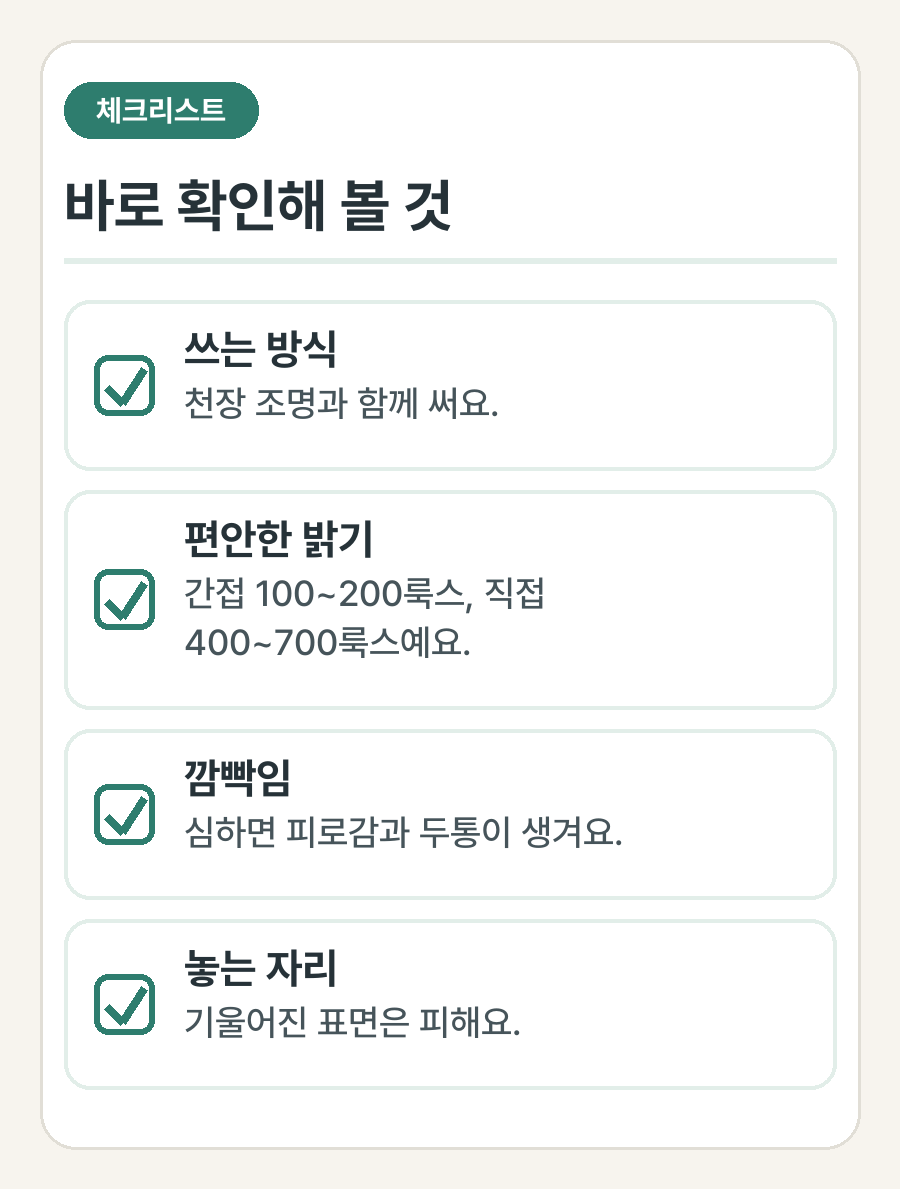 체크리스트
바로 확인해 볼 것
쓰는 방식
천장 조명과 함께 써요.
편안한 밝기
간접 100~200룩스, 직접
400~700룩스예요.
깜빡임
심하면 피로감과 두통이 생겨요.
놓는 자리
기울어진 표면은 피해요.